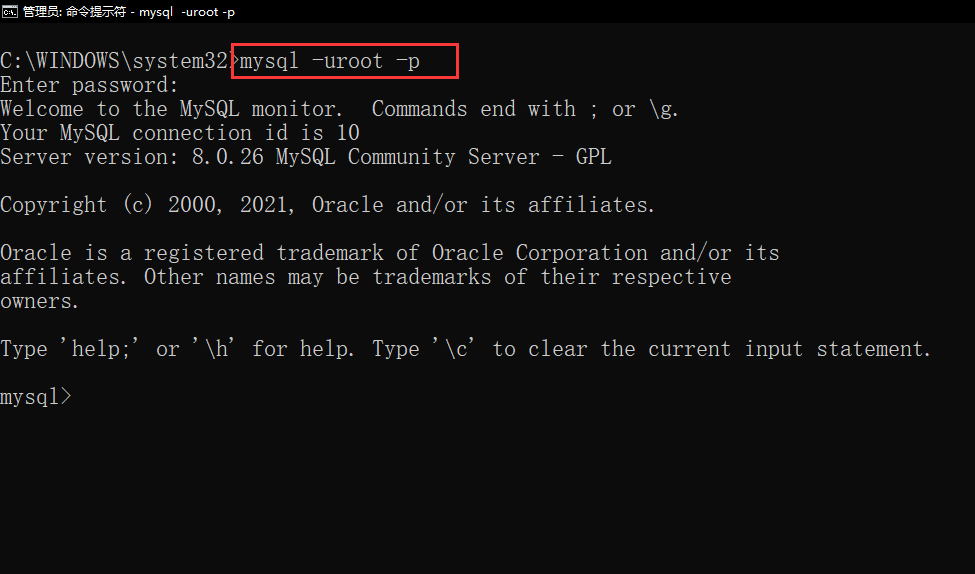 管理员: 命令提示符 - mysql  -uroot -p
C:\WINDOWS\system32>mysql -uroot -p
Enter password:
Welcome to the MySQL monitor.  Commands end with ; or \g.
Your MySQL connection id is 10
Server version: 8.0.26 MySQL Community Server - GPL
Copyright (c) 2000, 2021, Oracle and/or its affiliates.
Oracle is a registered trademark of Oracle Corporation and/or its
affiliates. Other names may be trademarks of their respective
owners.
Type 'help;' or '\h' for help. Type '\c' to clear the current input statement.
mysql>